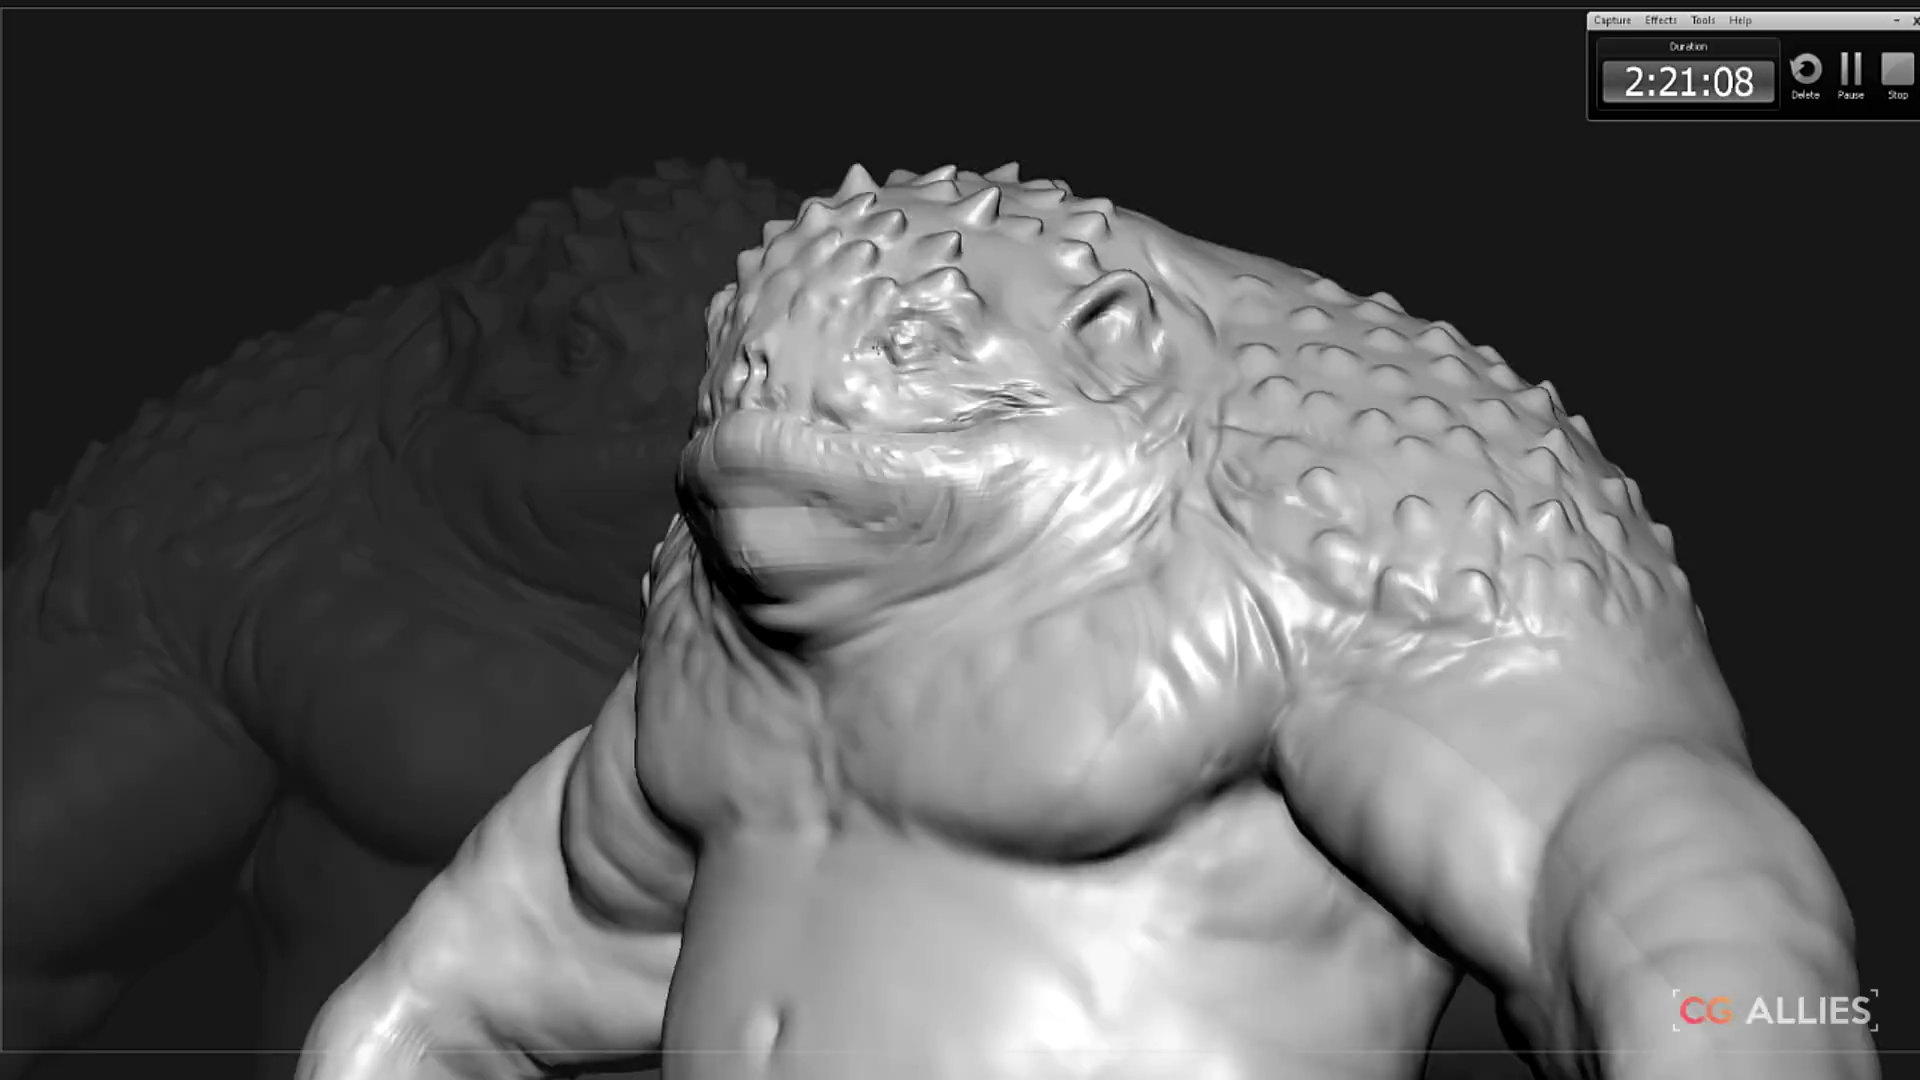 Capture Effects Tools Help
Duration
2:21:08
Delete Pause Stop
CG ALLIES